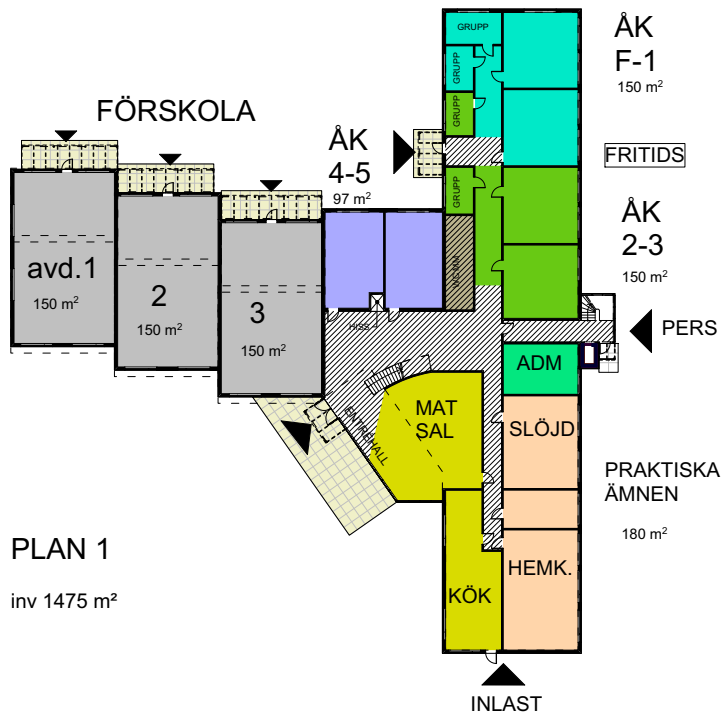 ÅK
F-1
150 m²
GRUPP
GRUPP
GRUPP
FÖRSKOLA
ÅK
4-5
97 m²
FRITIDS
GRUPP
ÅK
2-3
150 m²
avd.1
150 m²
2
150 m²
3
150 m²
WC MM
HISS
PERS
ADM
MAT
SAL
ENTRÉHALL
SLÖJD
PRAKTISKA
ÄMNEN
180 m²
PLAN 1
inv 1475 m²
KÖK
HEMK.
INLAST